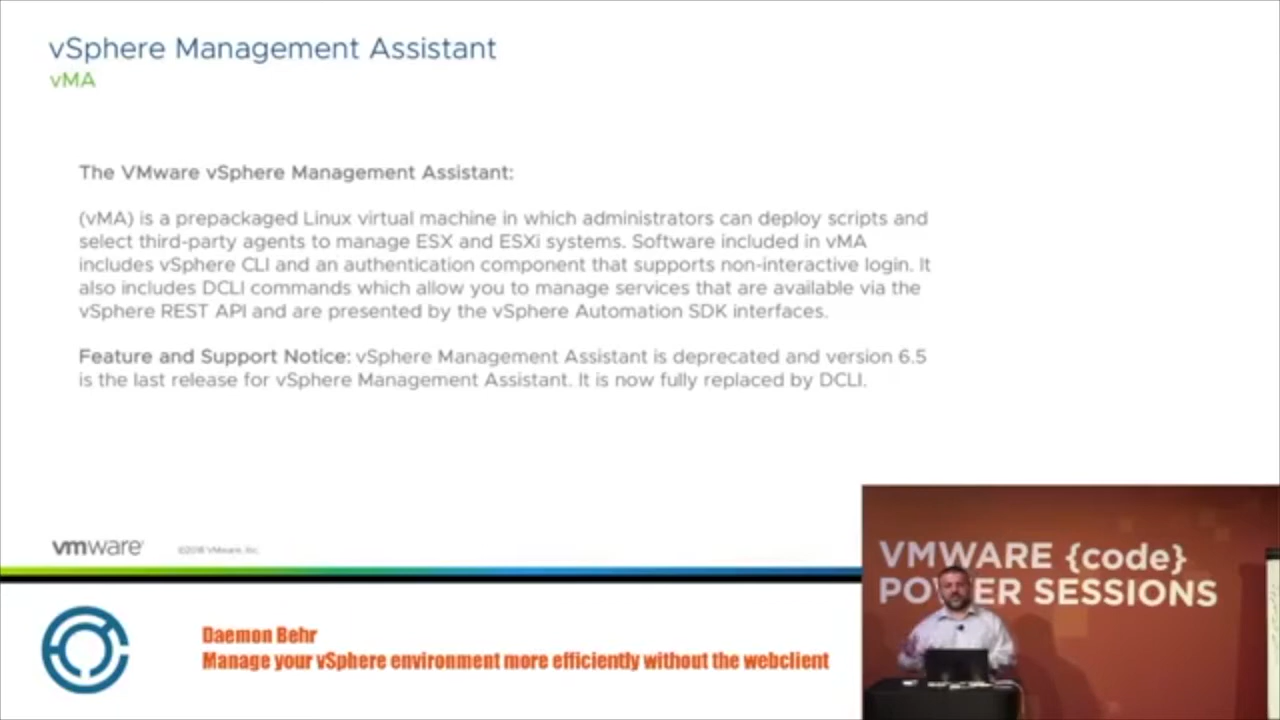 vSphere Management Assistant
vMA
The VMware vSphere Management Assistant:
(vMA) is a prepackaged Linux virtual machine in which administrators can deploy scripts and
select third-party agents to manage ESX and ESXi systems. Software included in vMA
includes vSphere CLI and an authentication component that supports non-interactive login. It
also includes DCLI commands which allow you to manage services that are available via the
vSphere REST API and are presented by the vSphere Automation SDK interfaces.
Feature and Support Notice: vSphere Management Assistant is deprecated and version 6.5
is the last release for vSphere Management Assistant. It is now fully replaced by DCLI.
vmware
©2018 VMware, Inc.
VMWARE {code}
POWER SESSIONS
Daemon Behr
Manage your vSphere environment more efficiently without the webclient